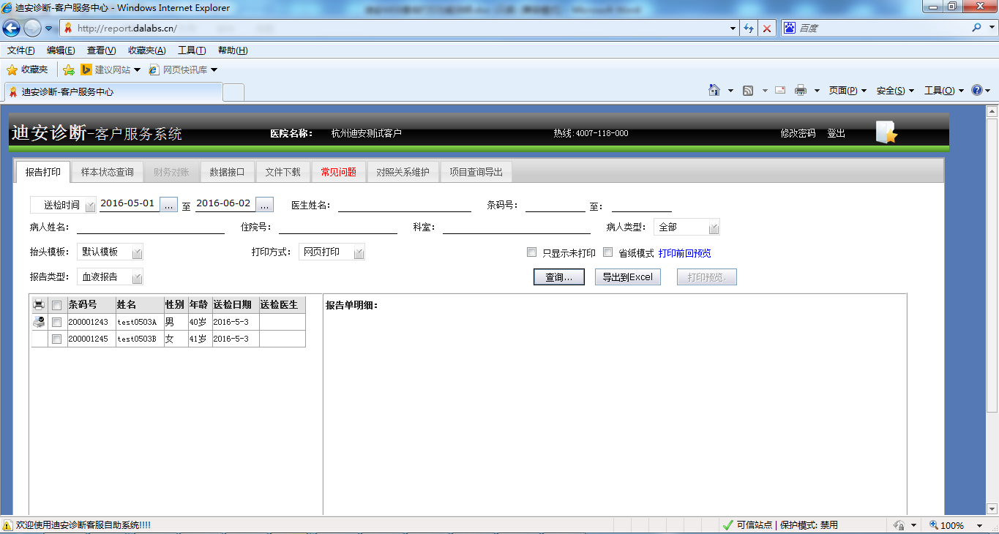 迪安诊断-客户服务中心 - Windows Internet Explorer
http://report.dalabs.cn/
百度
文件(F) 编辑(E) 查看(V) 收藏夹(A) 工具(T) 帮助(H)
收藏夹 建议网站 网页快讯库
迪安诊断-客户服务中心 页面(P) 安全(S) 工具(O)
迪安诊断-客户服务系统 医院名称： 杭州迪安测试客户 热线:4007-118-000 修改密码 登出
报告打印 样本状态查询 财务对账 数据接口 文件下载 常见问题 对照关系维护 项目查询导出
送检时间 2016-05-01 ... 至 2016-06-02 ... 医生姓名： 条码号： 至：
病人姓名： 住院号： 科室： 病人类型： 全部
抬头模板： 默认模板 打印方式： 网页打印 只显示未打印 省纸模式 打印前回预览
报告类型： 血液报告 查询... 导出到Excel 打印预览.
条码号 姓名 性别 年龄 送检日期 送检医生
200001243 test0503A 男 40岁 2016-5-3
200001245 test0503B 女 41岁 2016-5-3
报告单明细：
欢迎使用迪安诊断客服自助系统!!!! 可信站点 | 保护模式: 禁用 100%